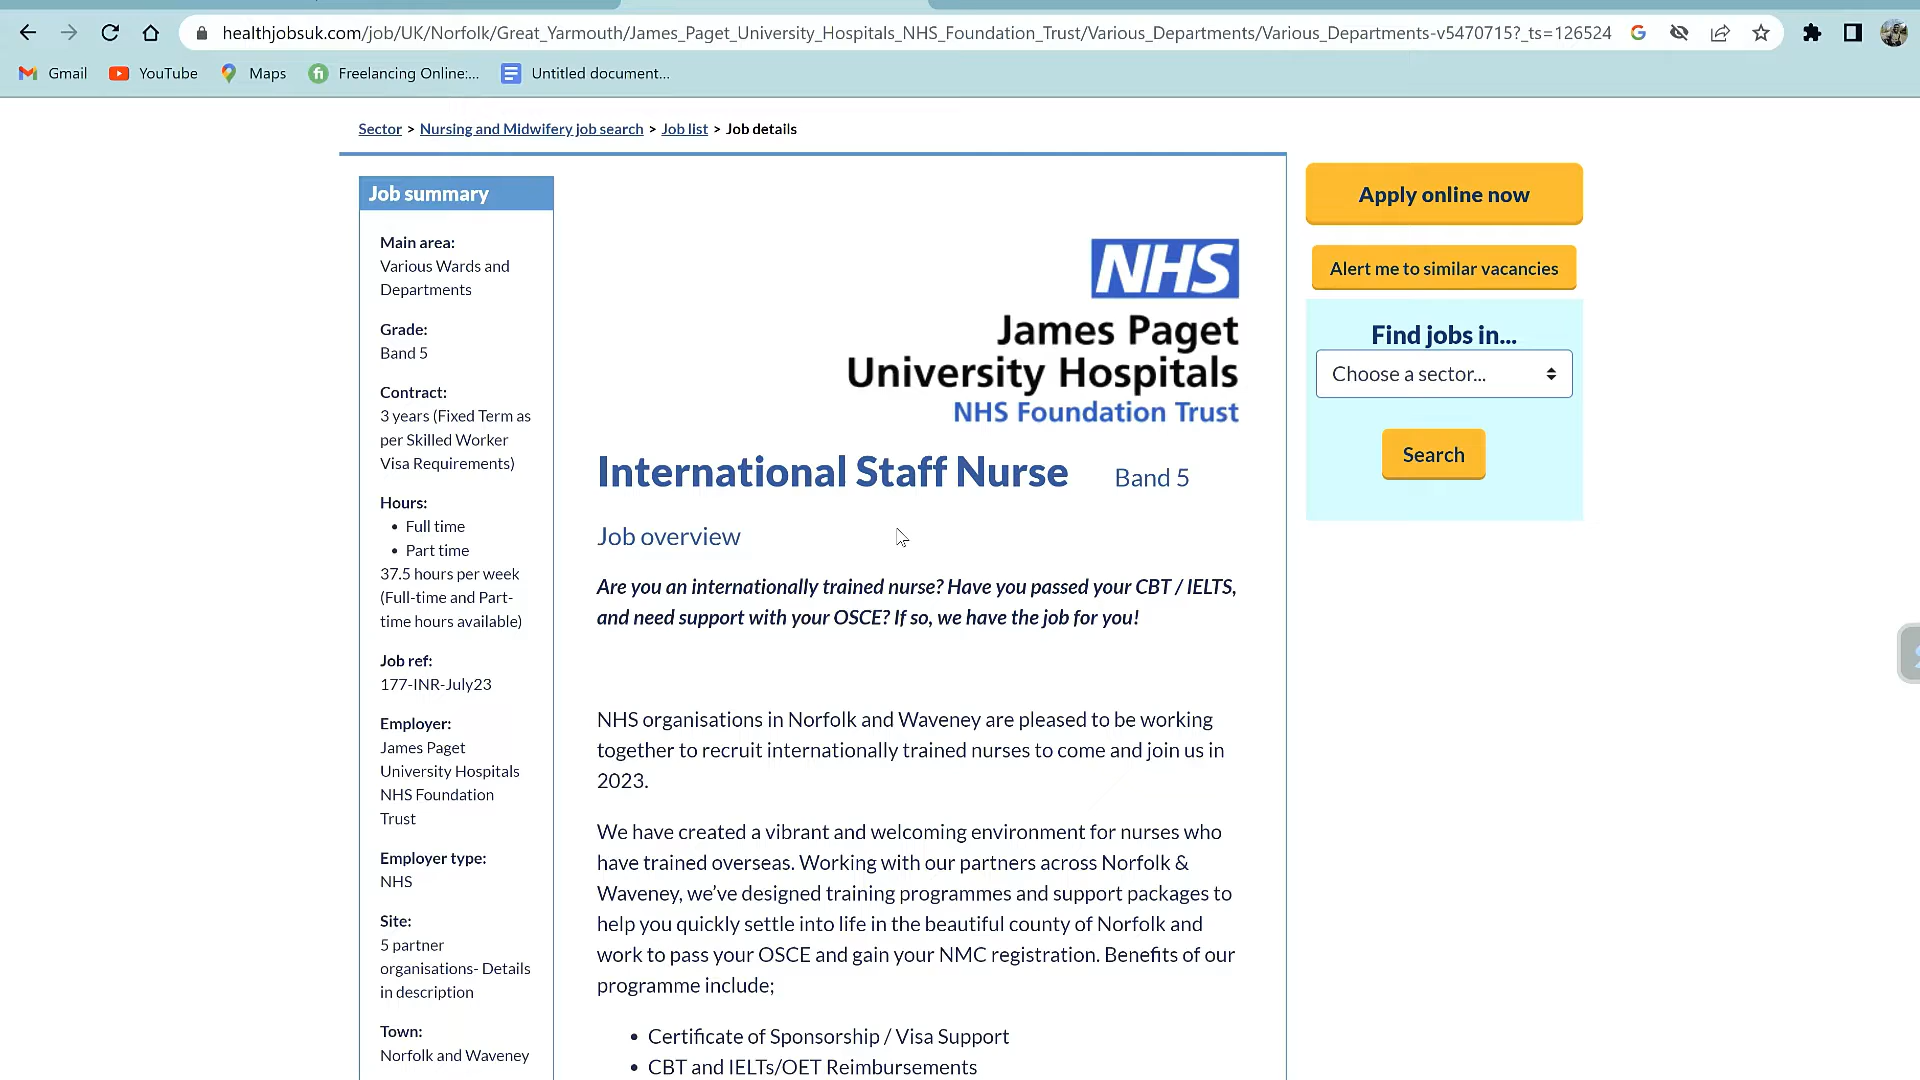 healthjobsuk.com/job/UK/Norfolk/Great_Yarmouth/James_Paget_University_Hospitals_NHS_Foundation_Trust/Various_Departments/Various_Departments-v5470715?_ts=126524
Gmail
YouTube
Maps
Freelancing Online:...
Untitled document...
Sector > Nursing and Midwifery job search > Job list > Job details
Job summary
Main area:
Various Wards and
Departments
Grade:
Band 5
Contract:
3 years (Fixed Term as
per Skilled Worker
Visa Requirements)
Hours:
• Full time
• Part time
37.5 hours per week
(Full-time and Part-
time hours available)
Job ref:
177-INR-July23
Employer:
James Paget
University Hospitals
NHS Foundation
Trust
Employer type:
NHS
Site:
5 partner
organisations- Details
in description
Town:
Norfolk and Waveney
NHS
James Paget
University Hospitals
NHS Foundation Trust
International Staff Nurse Band 5
Job overview
Are you an internationally trained nurse? Have you passed your CBT / IELTS,
and need support with your OSCE? If so, we have the job for you!
NHS organisations in Norfolk and Waveney are pleased to be working
together to recruit internationally trained nurses to come and join us in
2023.
We have created a vibrant and welcoming environment for nurses who
have trained overseas. Working with our partners across Norfolk &
Waveney, we’ve designed training programmes and support packages to
help you quickly settle into life in the beautiful county of Norfolk and
work to pass your OSCE and gain your NMC registration. Benefits of our
programme include;
• Certificate of Sponsorship / Visa Support
• CBT and IELTs/OET Reimbursements
Apply online now
Alert me to similar vacancies
Find jobs in...
Choose a sector...
Search